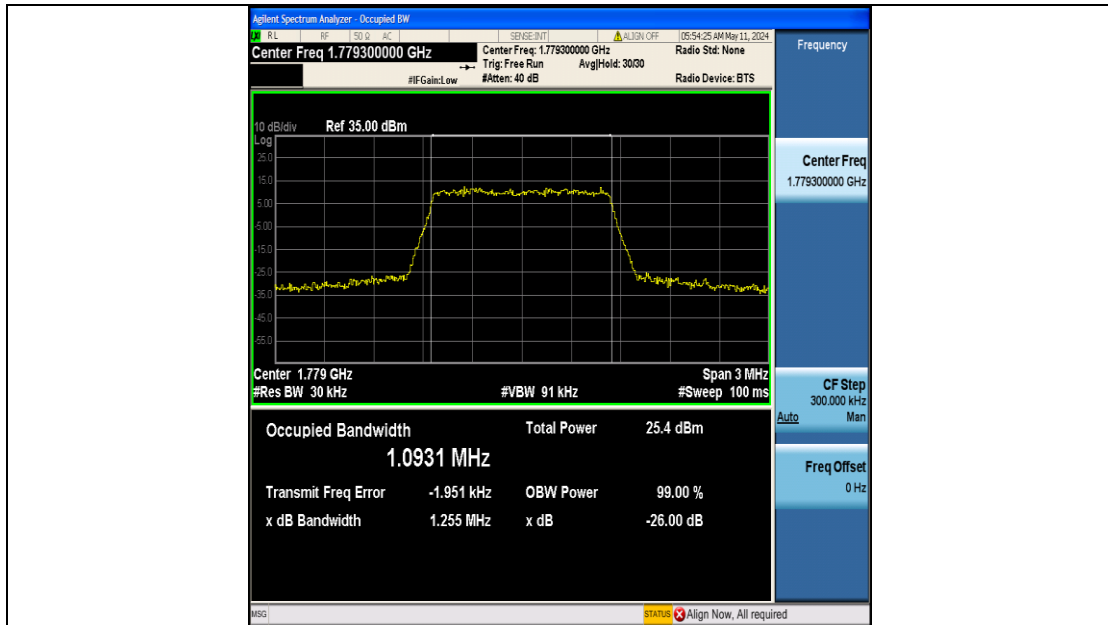 Agilent Spectrum Analyzer - Occupied BW
RL RF 50 Ω AC SENSE:INT ALIGN OFF 05:54:25 AM May 11, 2024
Center Freq 1.779300000 GHz
Center Freq: 1.779300000 GHz Radio Std: None
Trig: Free Run Avg|Hold: 30/30
#IFGain:Low #Atten: 40 dB Radio Device: BTS
Frequency
10 dB/div Ref 35.00 dBm
Log
25.0
15.0
5.00
-5.00
-15.0
-25.0
-35.0
-45.0
-55.0
Center 1.779 GHz Span 3 MHz
#Res BW 30 kHz #VBW 91 kHz #Sweep 100 ms
Occupied Bandwidth Total Power 25.4 dBm
1.0931 MHz
Transmit Freq Error -1.951 kHz OBW Power 99.00 %
x dB Bandwidth 1.255 MHz x dB -26.00 dB
Center Freq
1.779300000 GHz
CF Step
300.000 kHz
Auto Man
Freq Offset
0 Hz
MSG STATUS Align Now, All required